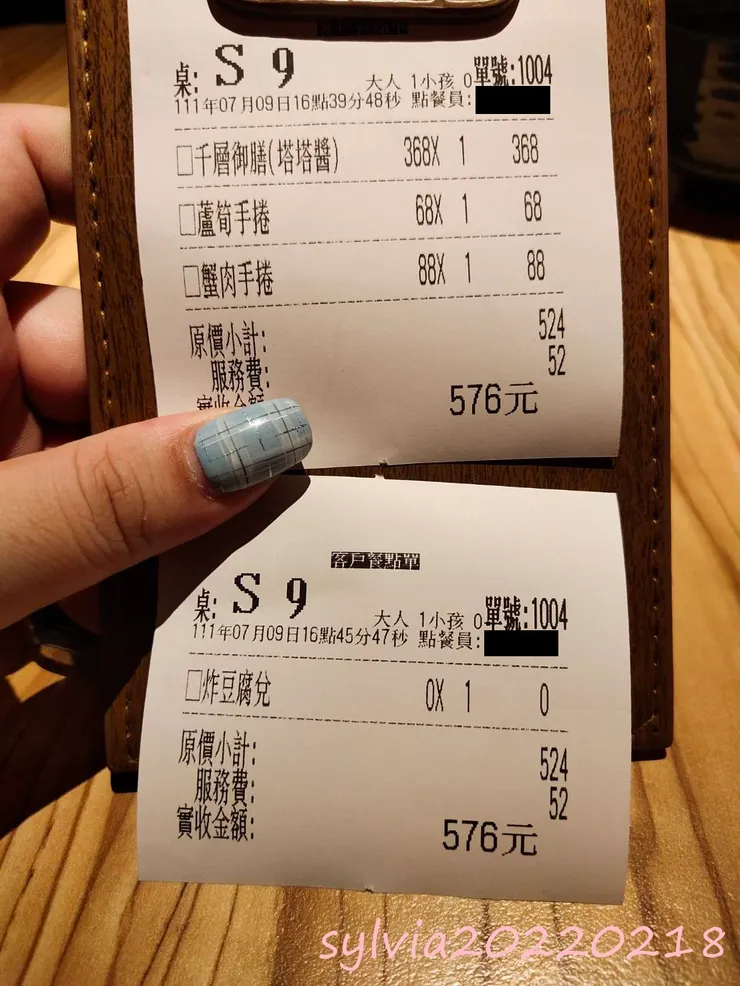 桌: S 9 大人 1小孩 0單號:1004
111年07月09日16點39分48秒 點餐員:
□千層御膳(塔塔醬) 368X 1 368
□蘆筍手捲 68X 1 68
□蟹肉手捲 88X 1 88
原價小計: 524
服務費: 52
實收金額 576元
客戶餐點單
桌: S 9 大人 1小孩 0單號:1004
111年07月09日16點45分47秒 點餐員:
□炸豆腐兌 0X 1 0
原價小計: 524
服務費: 52
實收金額: 576元
sylvia20220218